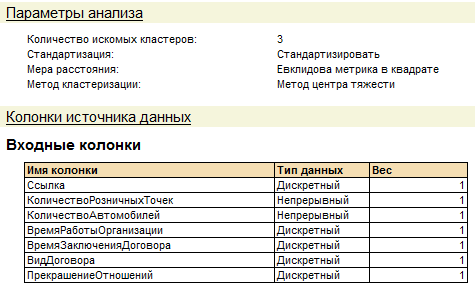 Параметры анализа
Количество искомых кластеров: 3
Стандартизация: Стандартизировать
Мера расстояния: Евклидова метрика в квадрате
Метод кластеризации: Метод центра тяжести
Колонки источника данных
Входные колонки
Имя колонки Тип данных Вес
Ссылка Дискретный 1
КоличествоРозничныхТочек Непрерывный 1
КоличествоАвтомобилей Непрерывный 1
ВремяРаботыОрганизации Дискретный 1
ВремяЗаключенияДоговора Дискретный 1
ВидДоговора Дискретный 1
ПрекрашениеОтношений Дискретный 1